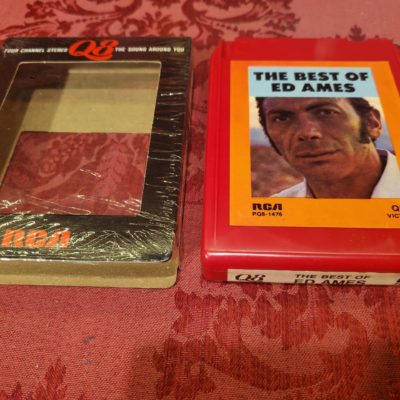 FOUR CHANNEL STEREO Q8 THE SOUND AROUND YOU
RCA
THE BEST OF
ED AMES
RCA
PQ8-1476
Q8 THE BEST OF
ED AMES